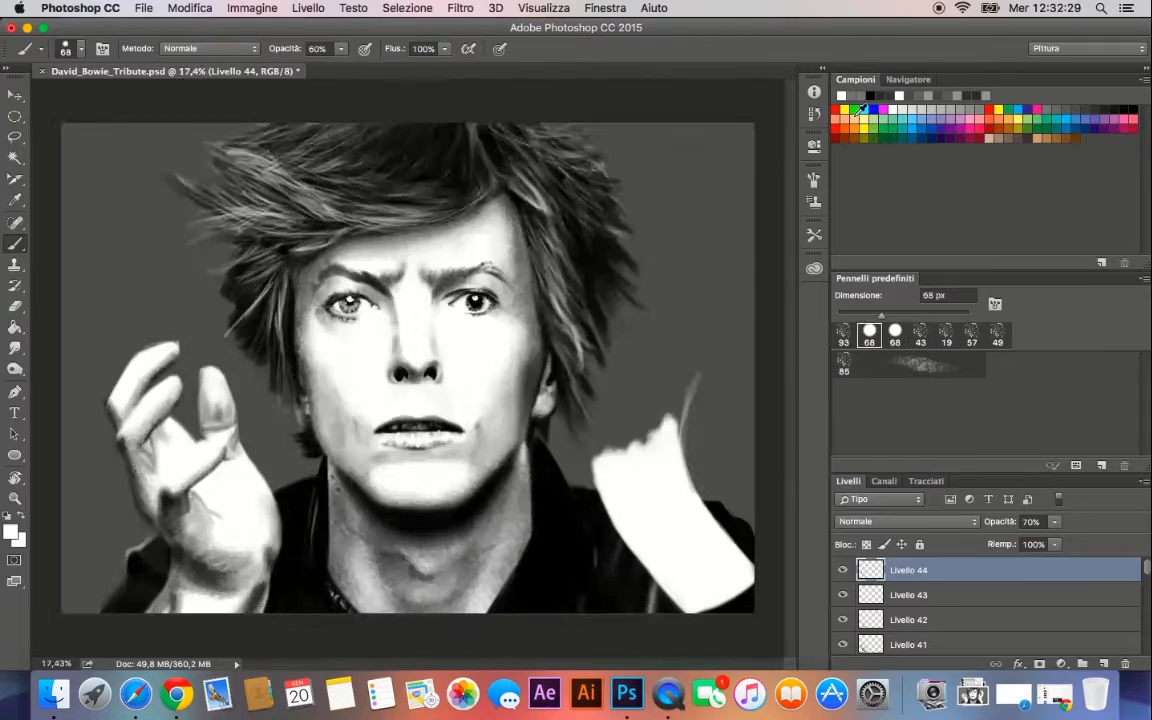 Photoshop CC File Modifica Immagine Livello Testo Selezione Filtro 3D Visualizza Finestra Aiuto Mer 12:32:29
Adobe Photoshop CC 2015
68 Metodo: Normale Opacità: 60% Flus.: 100% Pittura
David_Bowie_Tribute.psd @ 17,4% (Livello 44, RGB/8) *
Campioni Navigatore
Pennelli predefiniti
Dimensione: 68 px
93 68 68 43 19 57 49
85
Livelli Canali Tracciati
Tipo
Normale Opacità: 70%
Bloc.: Riemp.: 100%
Livello 44
Livello 43
Livello 42
Livello 41
17,43% Doc: 49,8 MB/360,2 MB
20 Ae Ai Ps 1